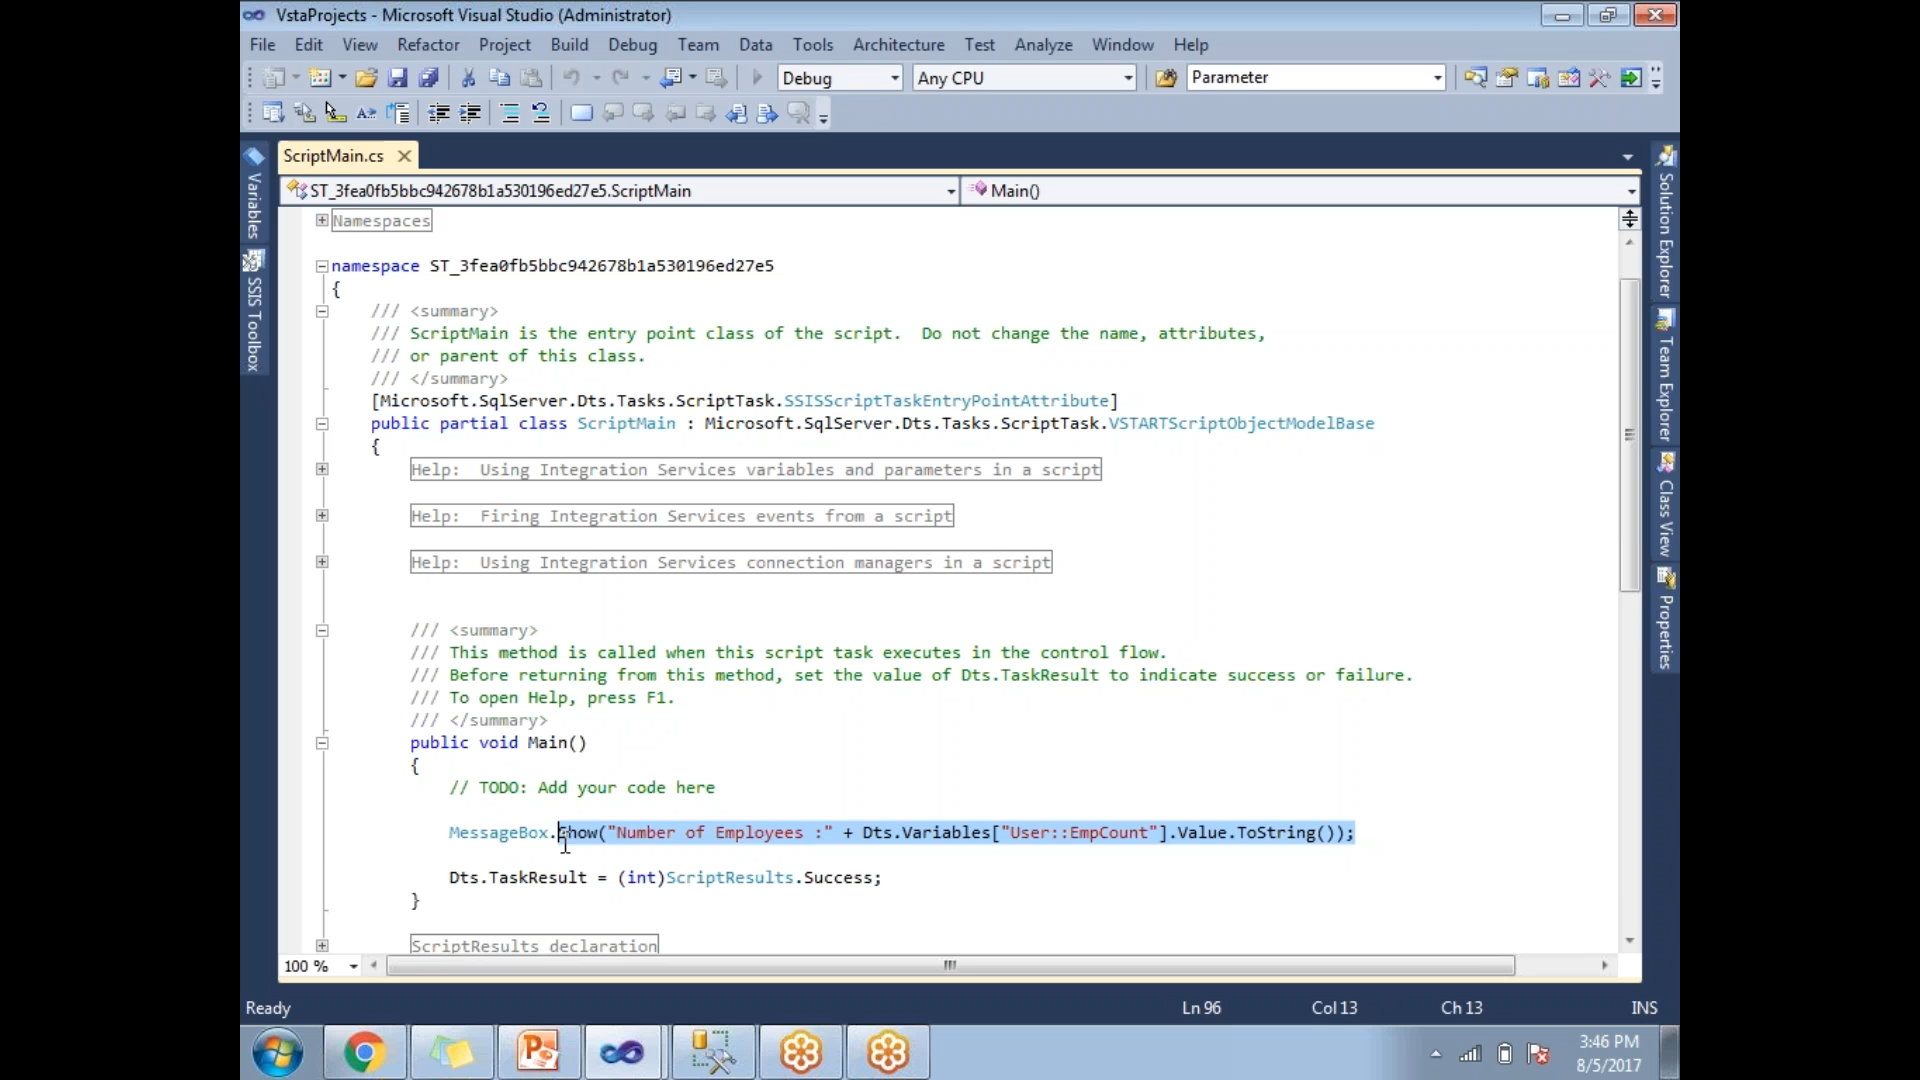 VstaProjects - Microsoft Visual Studio (Administrator)
File Edit View Refactor Project Build Debug Team Data Tools Architecture Test Analyze Window Help
Debug Any CPU Parameter
ScriptMain.cs
ST_3fea0fb5bbc942678b1a530196ed27e5.ScriptMain Main()
Variables
SSIS Toolbox
Namespaces
namespace ST_3fea0fb5bbc942678b1a530196ed27e5
{
/// <summary>
/// ScriptMain is the entry point class of the script.  Do not change the name, attributes,
/// or parent of this class.
/// </summary>
[Microsoft.SqlServer.Dts.Tasks.ScriptTask.SSISScriptTaskEntryPointAttribute]
public partial class ScriptMain : Microsoft.SqlServer.Dts.Tasks.ScriptTask.VSTARTScriptObjectModelBase
{
Help:  Using Integration Services variables and parameters in a script
Help:  Firing Integration Services events from a script
Help:  Using Integration Services connection managers in a script
/// <summary>
/// This method is called when this script task executes in the control flow.
/// Before returning from this method, set the value of Dts.TaskResult to indicate success or failure.
/// To open Help, press F1.
/// </summary>
public void Main()
{
// TODO: Add your code here
MessageBox.Show("Number of Employees :" + Dts.Variables["User::EmpCount"].Value.ToString());
Dts.TaskResult = (int)ScriptResults.Success;
}
ScriptResults declaration
100 %
Solution Explorer
Team Explorer
Class View
Properties
Ready Ln 96 Col 13 Ch 13 INS
3:46 PM
8/5/2017